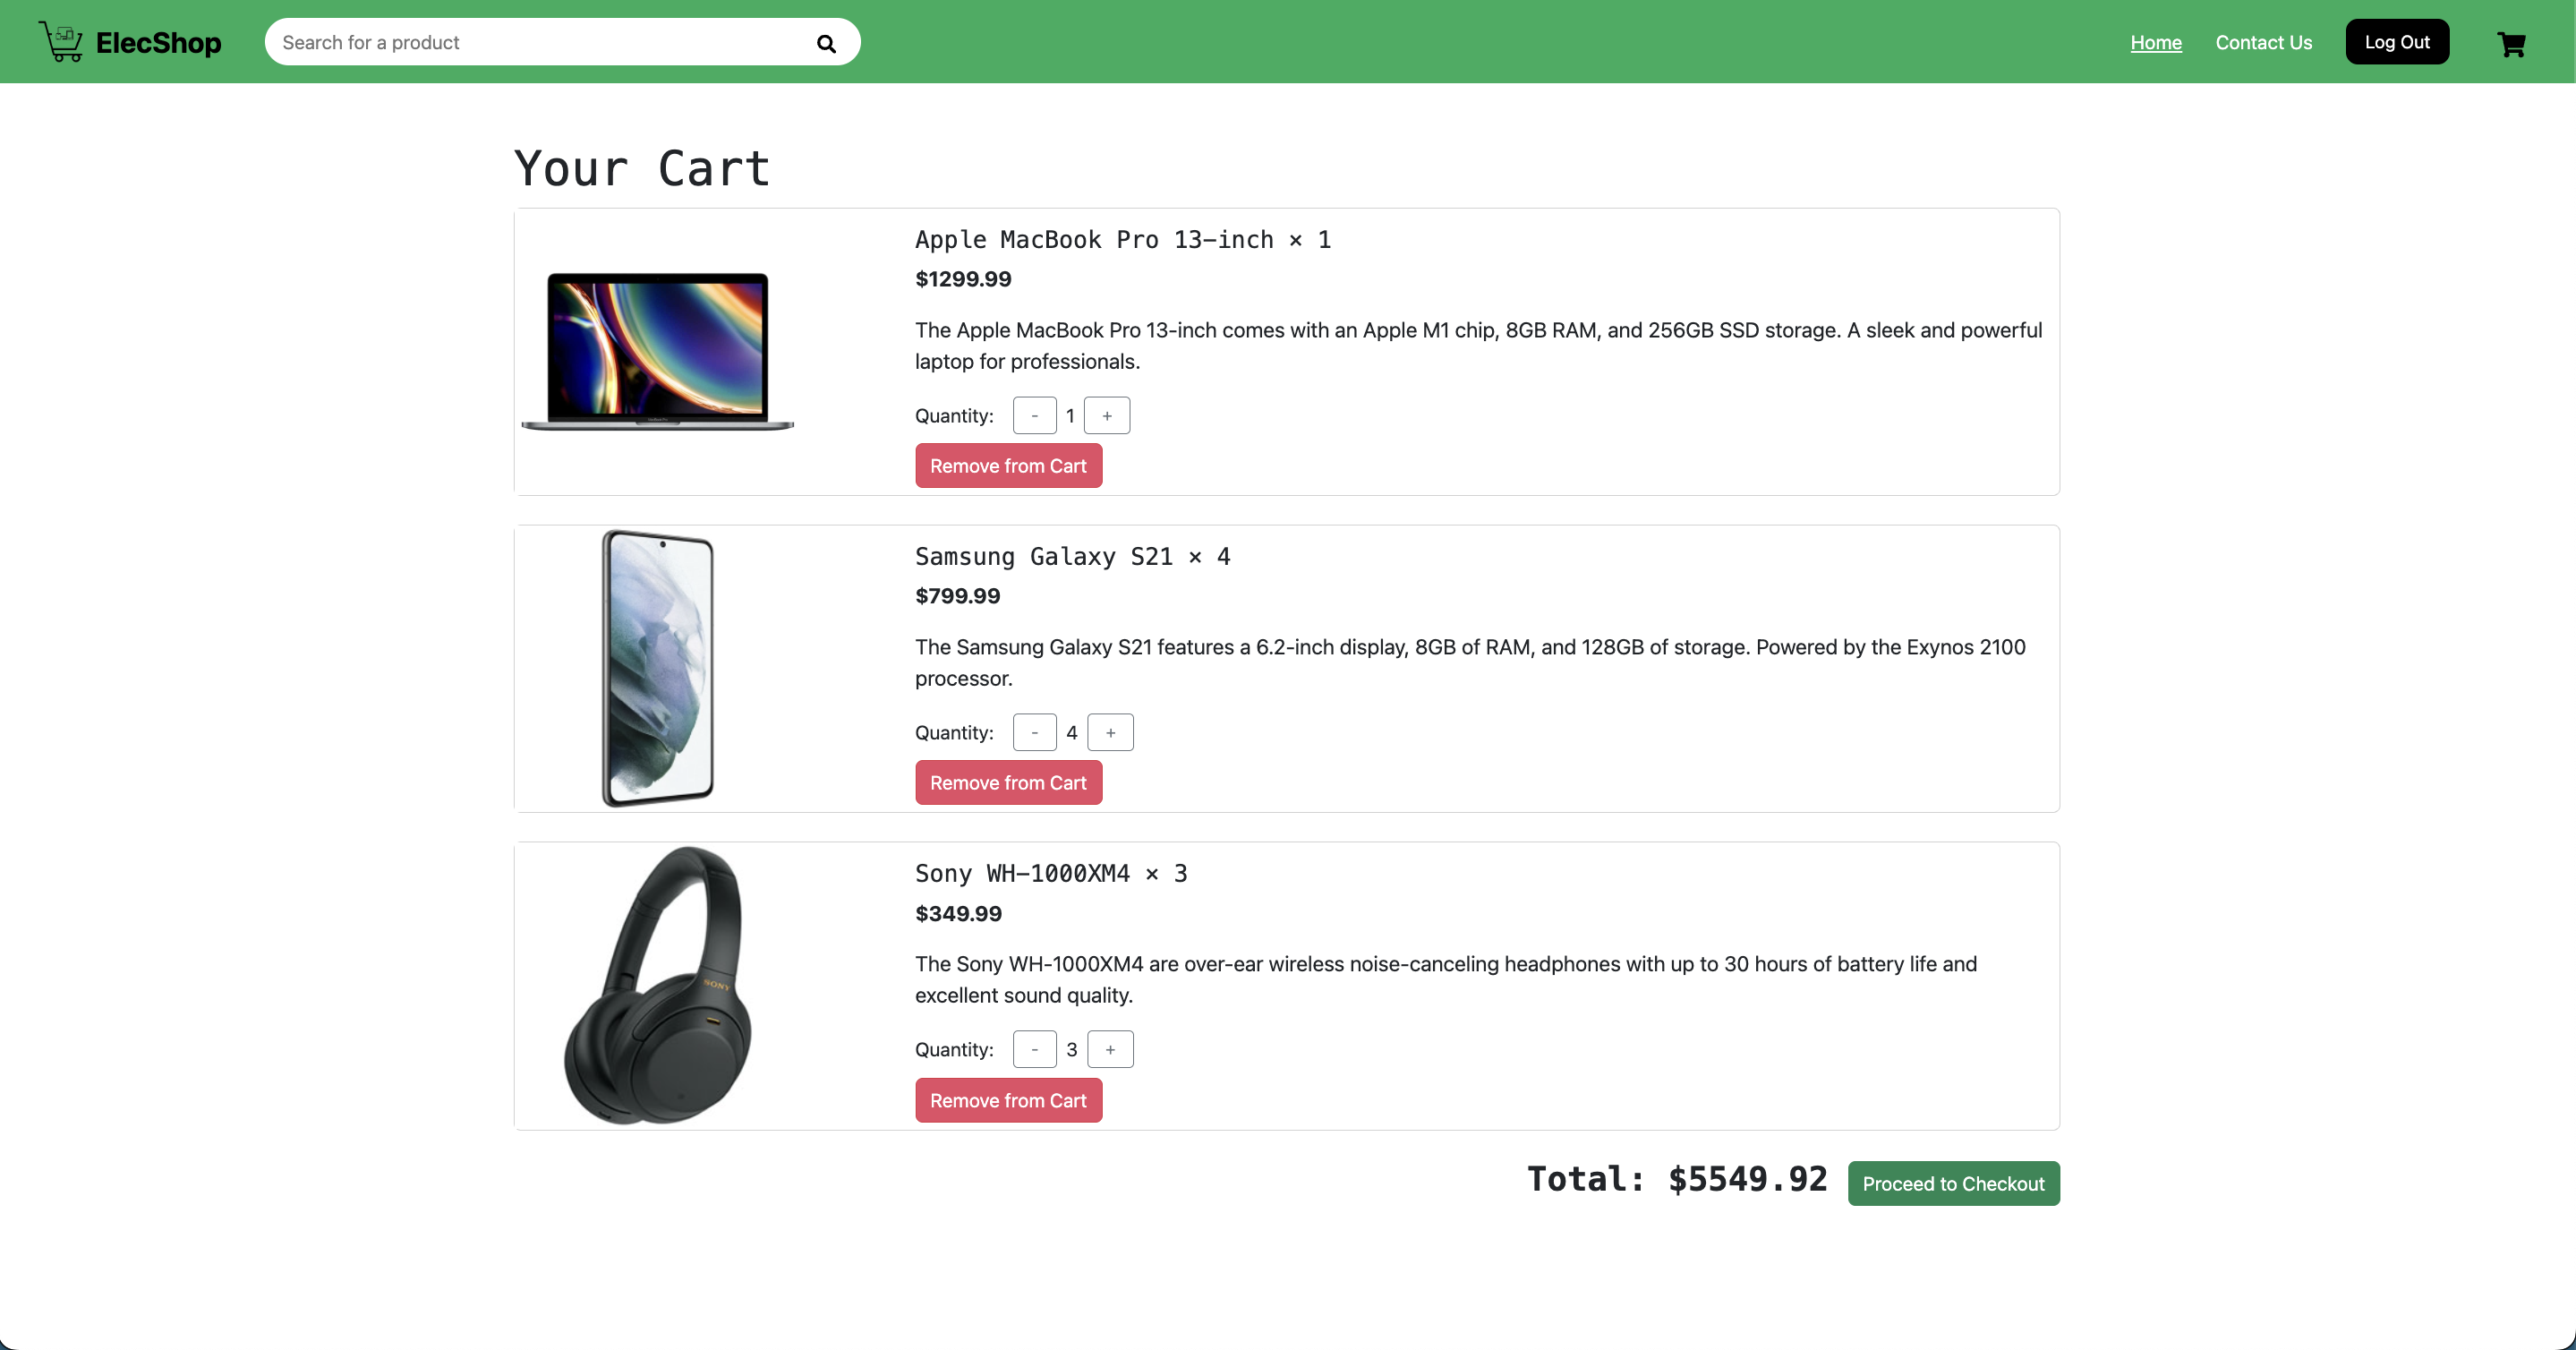 ElecShop
Search for a product
Home
Contact Us
Log Out
Your Cart
Apple MacBook Pro 13-inch × 1
$1299.99
The Apple MacBook Pro 13-inch comes with an Apple M1 chip, 8GB RAM, and 256GB SSD storage. A sleek and powerful
laptop for professionals.
Quantity: - 1 +
Remove from Cart
Samsung Galaxy S21 × 4
$799.99
The Samsung Galaxy S21 features a 6.2-inch display, 8GB of RAM, and 128GB of storage. Powered by the Exynos 2100
processor.
Quantity: - 4 +
Remove from Cart
SONY
Sony WH-1000XM4 × 3
$349.99
The Sony WH-1000XM4 are over-ear wireless noise-canceling headphones with up to 30 hours of battery life and
excellent sound quality.
Quantity: - 3 +
Remove from Cart
Total: $5549.92
Proceed to Checkout